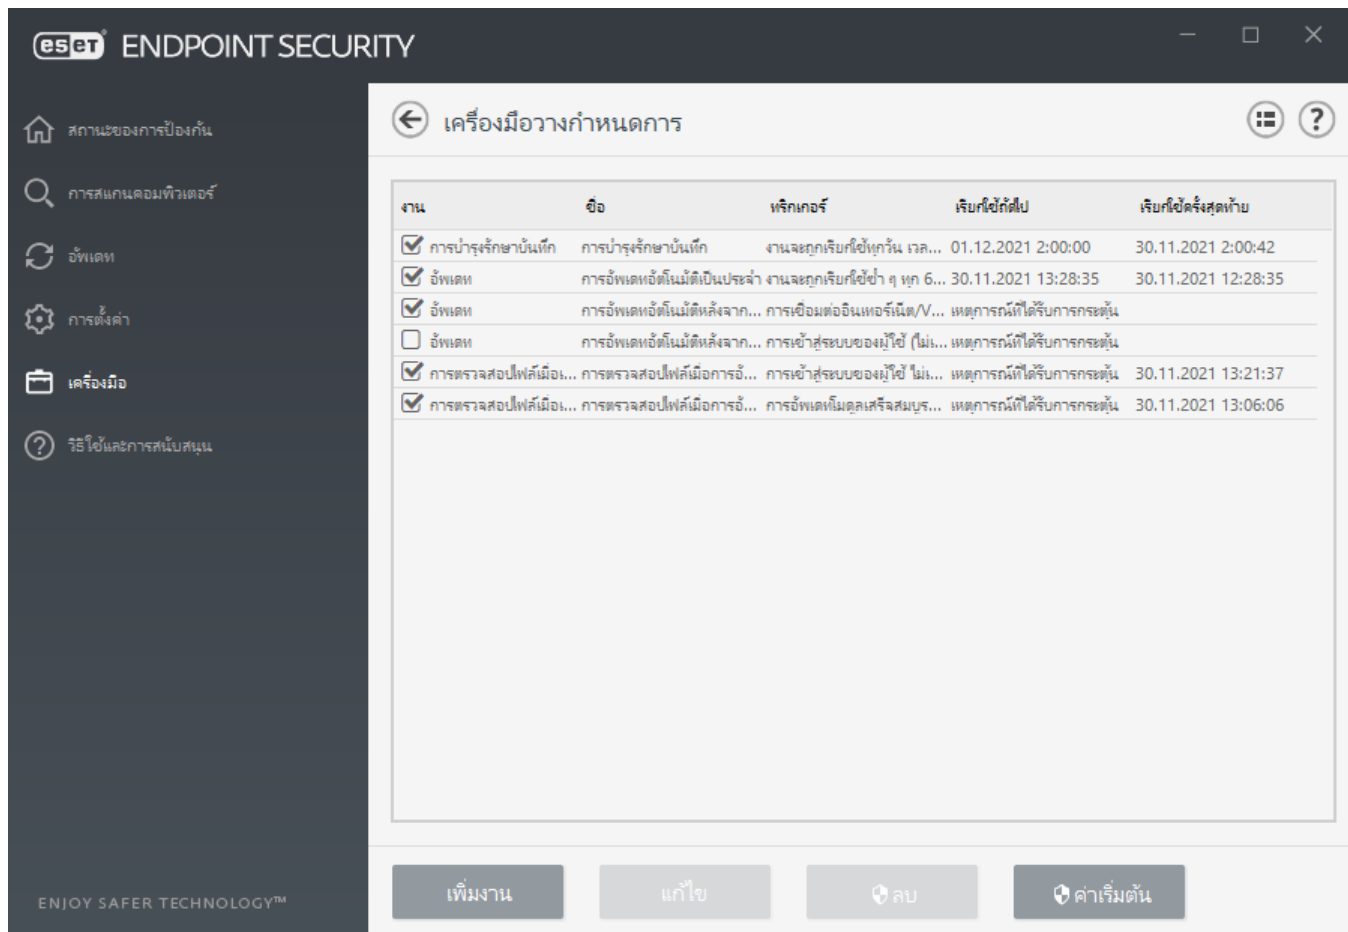 eset ENDPOINT SECURITY
สถานะของการป้องกัน
การสแกนคอมพิวเตอร์
อัพเดท
การตั้งค่า
เครื่องมือ
วิธีใช้และการสนับสนุน
ENJOY SAFER TECHNOLOGY™
เครื่องมือวางกำหนดการ
งาน ชื่อ ทริกเกอร์ เรียกใช้ถัดไป เรียกใช้ครั้งสุดท้าย
การบำรุงรักษาบันทึก การบำรุงรักษาบันทึก งานจะถูกเรียกใช้ทุกวัน เวล... 01.12.2021 2:00:00 30.11.2021 2:00:42
อัพเดท การอัพเดทอัตโนมัติเป็นประจำ งานจะถูกเรียกใช้ซ้ำ ๆ ทุก 6... 30.11.2021 13:28:35 30.11.2021 12:28:35
อัพเดท การอัพเดทอัตโนมัติหลังจาก... การเชื่อมต่ออินเทอร์เน็ต/V... เหตุการณ์ที่ได้รับการกระตุ้น
อัพเดท การอัพเดทอัตโนมัติหลังจาก... การเข้าสู่ระบบของผู้ใช้ (ไม่เ... เหตุการณ์ที่ได้รับการกระตุ้น
การตรวจสอบไฟล์เมื่อเ... การตรวจสอบไฟล์เมื่อการอั... การเข้าสู่ระบบของผู้ใช้ ไม่เ... เหตุการณ์ที่ได้รับการกระตุ้น 30.11.2021 13:21:37
การตรวจสอบไฟล์เมื่อเ... การตรวจสอบไฟล์เมื่อการอั... การอัพเดทโมดูลเสร็จสมบูร... เหตุการณ์ที่ได้รับการกระตุ้น 30.11.2021 13:06:06
เพิ่มงาน แก้ไข ลบ ค่าเริ่มต้น